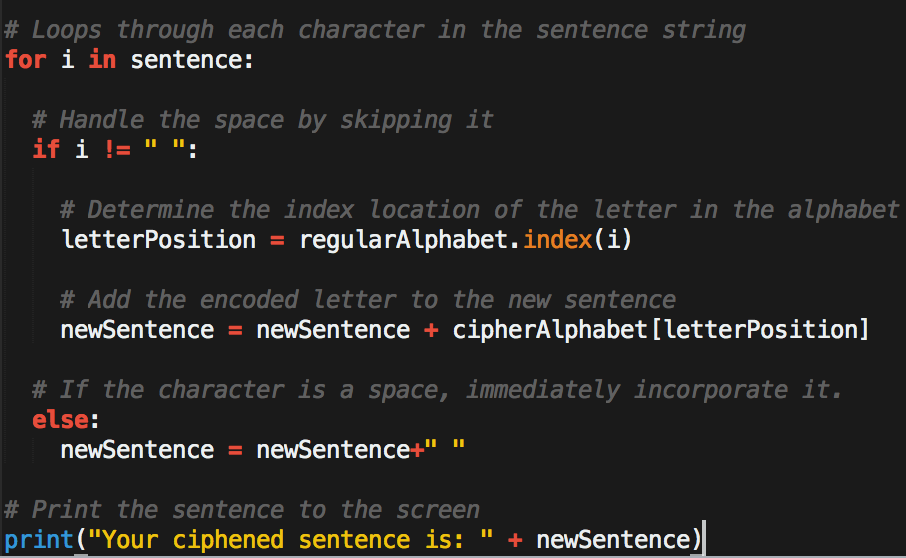 # Loops through each character in the sentence string
for i in sentence:
# Handle the space by skipping it
if i != " ":
# Determine the index location of the letter in the alphabet
letterPosition = regularAlphabet.index(i)
# Add the encoded letter to the new sentence
newSentence = newSentence + cipherAlphabet[letterPosition]
# If the character is a space, immediately incorporate it.
else:
newSentence = newSentence+" "
# Print the sentence to the screen
print("Your ciphened sentence is: " + newSentence)